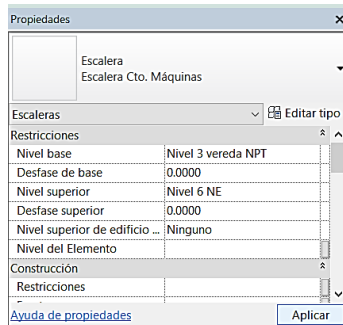 Propiedades
Escalera
Escalera Cto. Máquinas
Escaleras Editar tipo
Restricciones
Nivel base Nivel 3 vereda NPT
Desfase de base 0.0000
Nivel superior Nivel 6 NE
Desfase superior 0.0000
Nivel superior de edificio ... Ninguno
Nivel del Elemento
Construcción
Restricciones
Ayuda de propiedades Aplicar